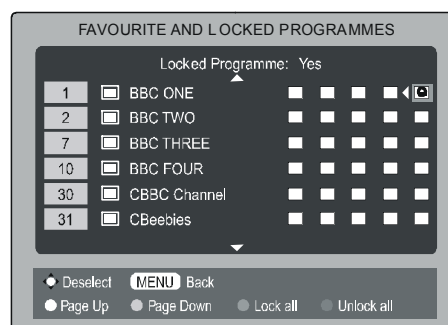 FAVOURITE AND LOCKED PROGRAMMES
Locked Programme: Yes
1 BBC ONE
2 BBC TWO
7 BBC THREE
10 BBC FOUR
30 CBBC Channel
31 CBeebies
Deselect MENU Back
Page Up Page Down Lock all Unlock all